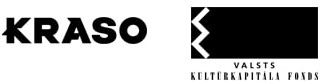 KRASO
VALSTS
KULTŪRKAPITĀLA FONDS